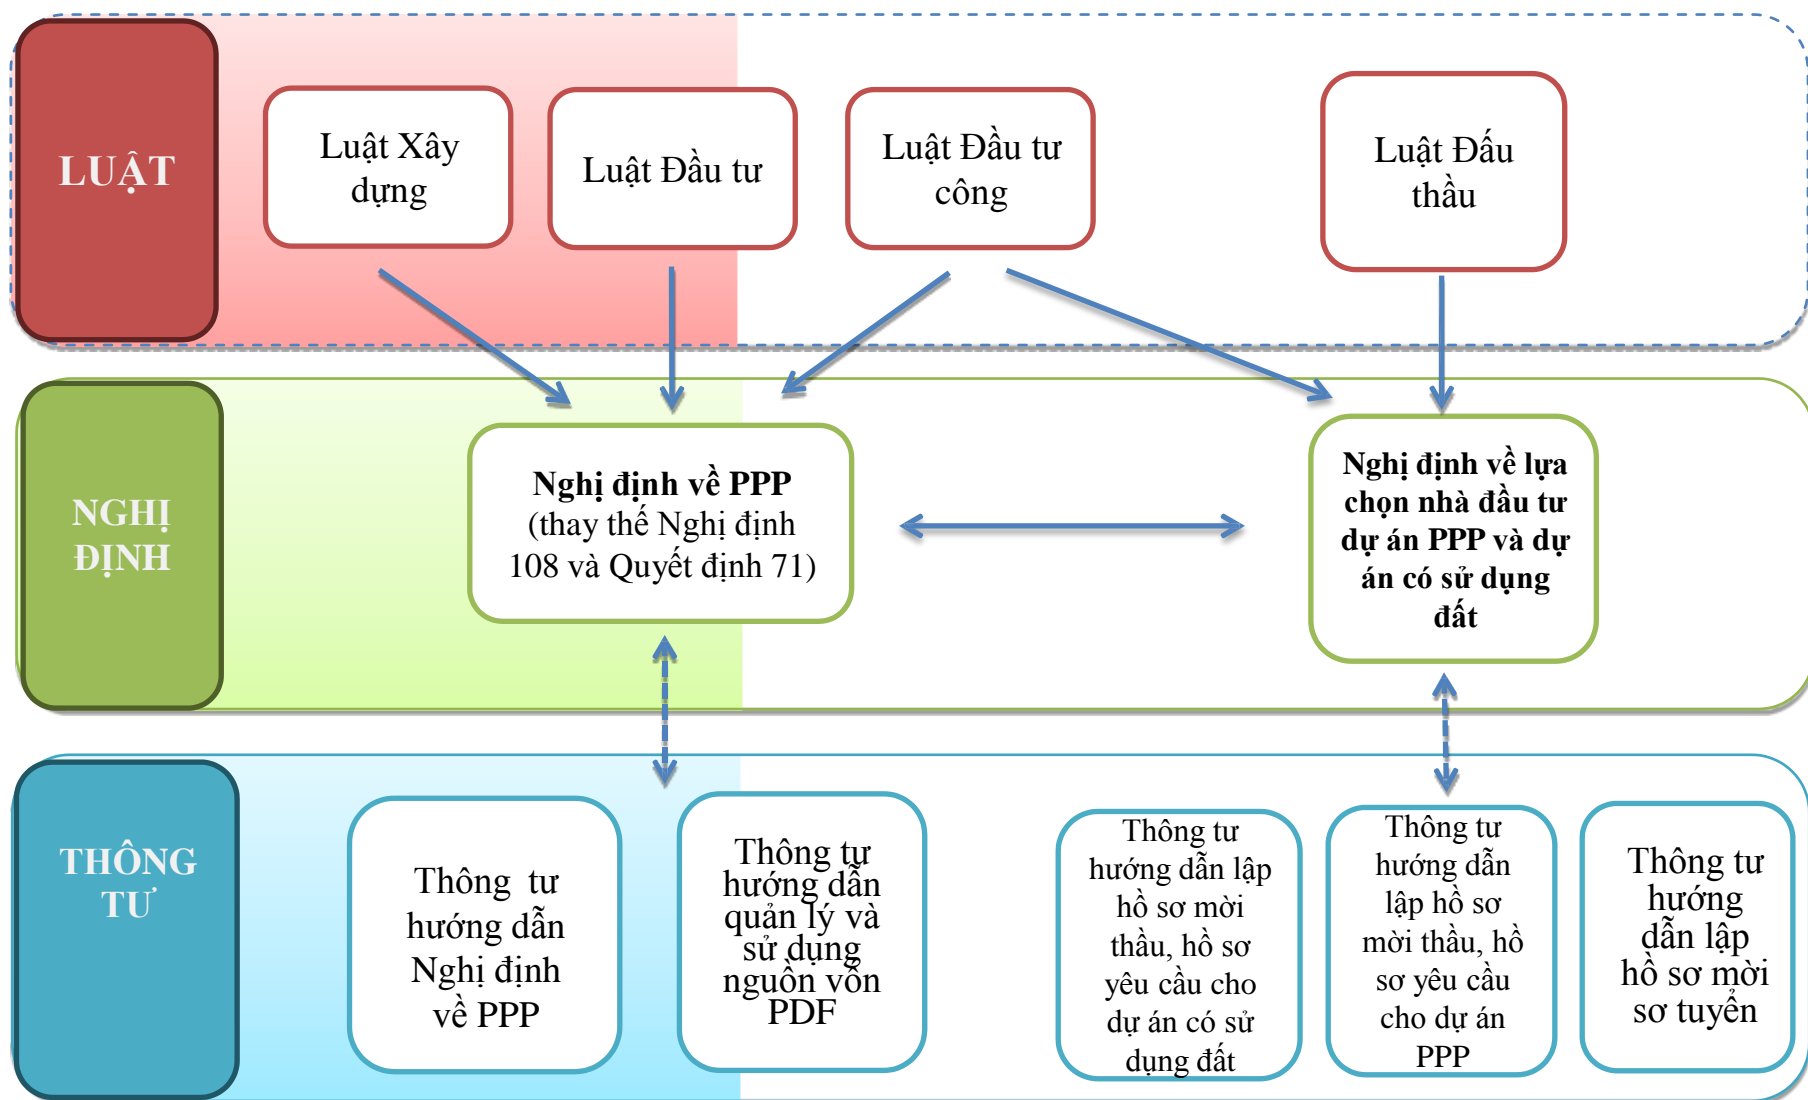 LUẬT
Luật Xây
dựng
Luật Đầu tư
Luật Đầu tư
công
Luật Đấu
thầu
NGHỊ
ĐỊNH
Nghị định về PPP
(thay thế Nghị định
108 và Quyết định 71)
Nghị định về lựa
chọn nhà đầu tư
dự án PPP và dự
án có sử dụng
đất
THÔNG
TƯ
Thông tư
hướng dẫn
Nghị định
về PPP
Thông tư
hướng dẫn
quản lý và
sử dụng
nguồn vốn
PDF
Thông tư
hướng dẫn lập
hồ sơ mời
thầu, hồ sơ
yêu cầu cho
dự án có sử
dụng đất
Thông tư
hướng dẫn
lập hồ sơ
mời thầu, hồ
sơ yêu cầu
cho dự án
PPP
Thông tư
hướng
dẫn lập
hồ sơ mời
sơ tuyển